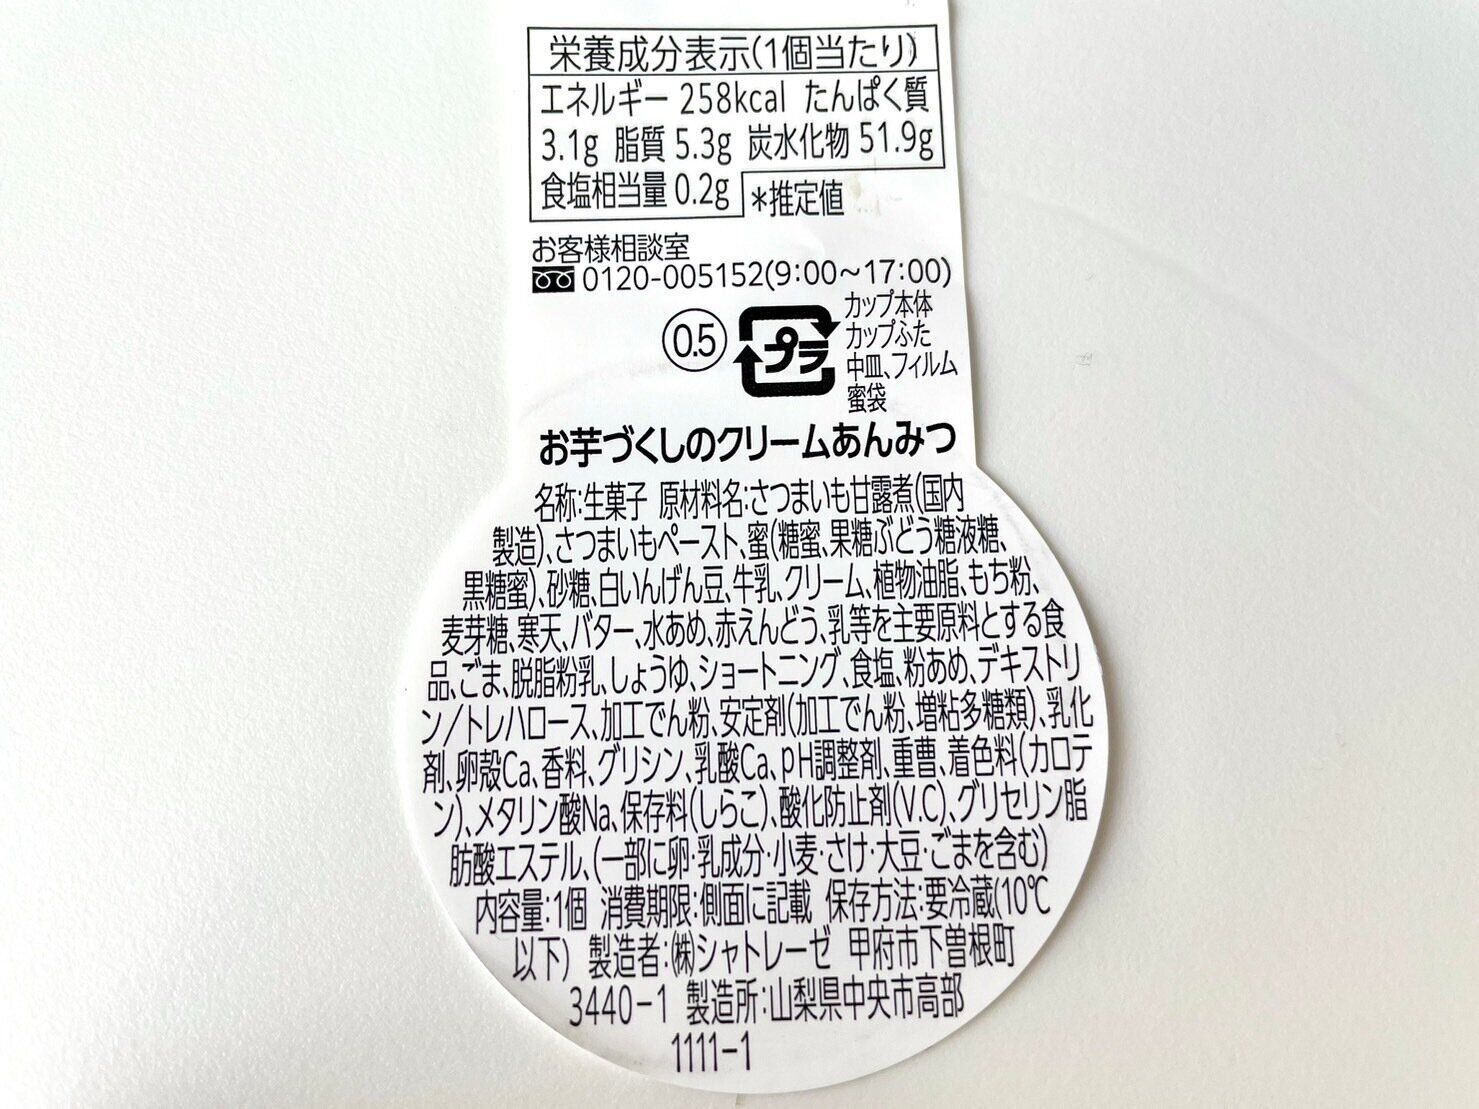 栄養成分表示(1個当たり)
エネルギー 258kcal たんぱく質
3.1g 脂質 5.3g 炭水化物 51.9g
食塩相当量 0.2g *推定値
お客様相談室
0120-005152(9:00~17:00)
0.5
プラ
カップ本体
カップふた
中皿、フィルム
蜜袋
お芋づくしのクリームあんみつ
名称:生菓子 原材料名:さつまいも甘露煮(国内
製造)、さつまいもペースト、蜜(糖蜜、果糖ぶどう糖液糖、
黒糖蜜)、砂糖、白いんげん豆、牛乳、クリーム、植物油脂、もち粉、
麦芽糖、寒天、バター、水あめ、赤えんどう、乳等を主要原料とする食
品、ごま、脱脂粉乳、しょうゆ、ショートニング、食塩、粉あめ、デキストリ
ン/トレハロース、加工でん粉、安定剤(加工でん粉、増粘多糖類)、乳化
剤、卵殻Ca、香料、グリシン、乳酸Ca、pH調整剤、重曹、着色料(カロテ
ン)、メタリン酸Na、保存料(しらこ)、酸化防止剤(V.C)、グリセリン脂
肪酸エステル、(一部に卵・乳成分・小麦・さけ・大豆・ごまを含む)
内容量:1個 消費期限:側面に記載 保存方法:要冷蔵(10℃
以下) 製造者:㈱シャトレーゼ 甲府市下曽根町
3440-1 製造所:山梨県中央市高部
1111-1